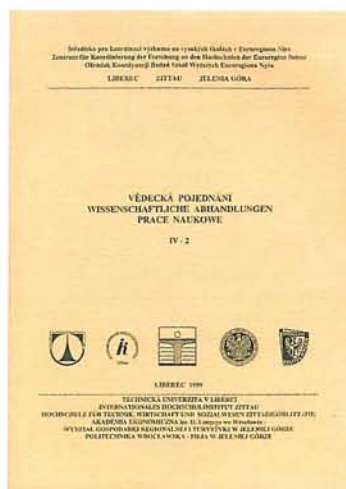 Středisko pro koordinaci výzkumu na vysokých školách v Euroregionu Nisa
Zentrum für Koordinierung der Forschung an den Hochschulen der Euroregion Neisse
Ośrodek Koordynacji Badań Szkół Wyższych Euroregionu Nysa
LIBEREC ZITTAU JELENIA GÓRA
VĚDECKÁ POJEDNÁNÍ
WISSENSCHAFTLICHE ABHANDLUNGEN
PRACE NAUKOWE
IV - 2
LIBEREC 1999
TECHNICKÁ UNIVERZITA V LIBERCI
INTERNATIONALES HOCHSCHULINSTITUT ZITTAU
HOCHSCHULE FÜR TECHNIK, WIRTSCHAFT UND SOZIALWESEN ZITTAU/GÖRLITZ (FH)
AKADEMIA EKONOMICZNA im. O. Langego we Wrocławiu -
WYDZIAŁ GOSPODARKI REGIONALNEJ I TURYSTYKI W JELENIEJ GÓRZE
POLITECHNIKA WROCŁAWSKA - FILIA W JELENIEJ GÓRZE